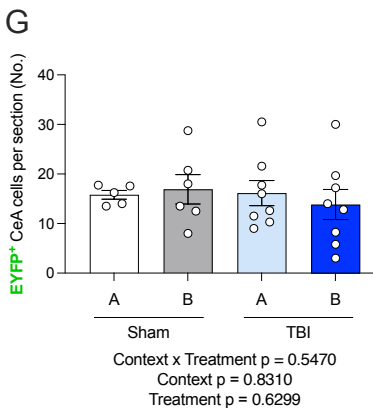 G
EYFP+ CeA cells per section (No.)
40
30
20
10
0
A B A B
Sham TBI
Context x Treatment p = 0.5470
Context p = 0.8310
Treatment p = 0.6299